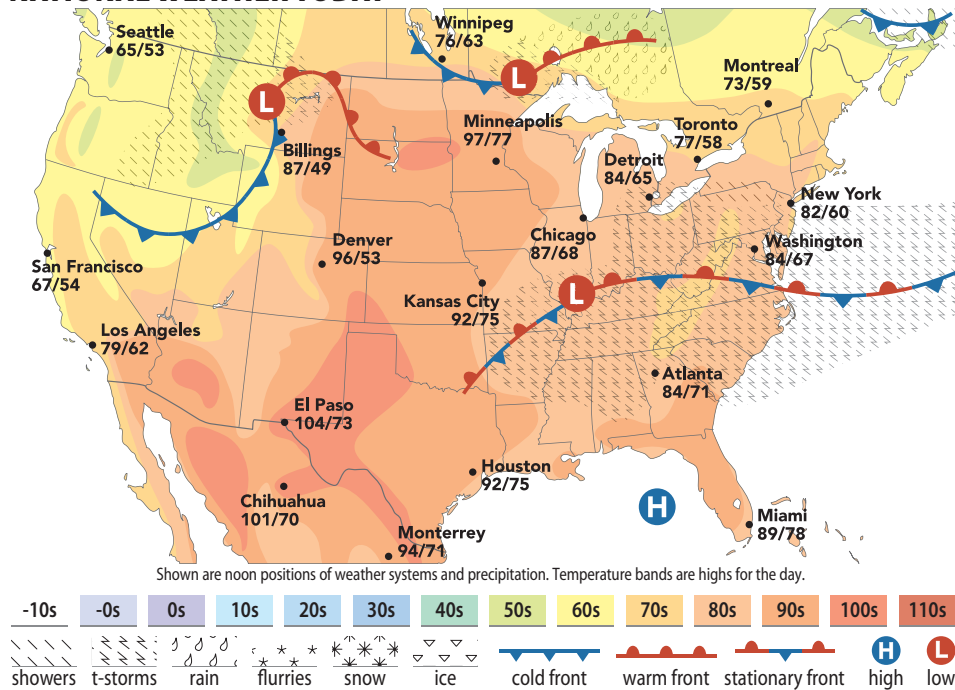 Seattle
65/53
Winnipeg
76/63
Montreal
73/59
L
L
Minneapolis
97/77
Toronto
77/58
Billings
87/49
Detroit
84/65
New York
82/60
Denver
96/53
Chicago
87/68
Washington
84/67
San Francisco
67/54
Kansas City
92/75
L
Los Angeles
79/62
Atlanta
84/71
El Paso
104/73
Houston
92/75
Chihuahua
101/70
H
Miami
89/78
Monterrey
94/71
Shown are noon positions of weather systems and precipitation. Temperature bands are highs for the day.
-10s -0s 0s 10s 20s 30s 40s 50s 60s 70s 80s 90s 100s 110s
H L
showers t-storms rain flurries snow ice cold front warm front stationary front high low